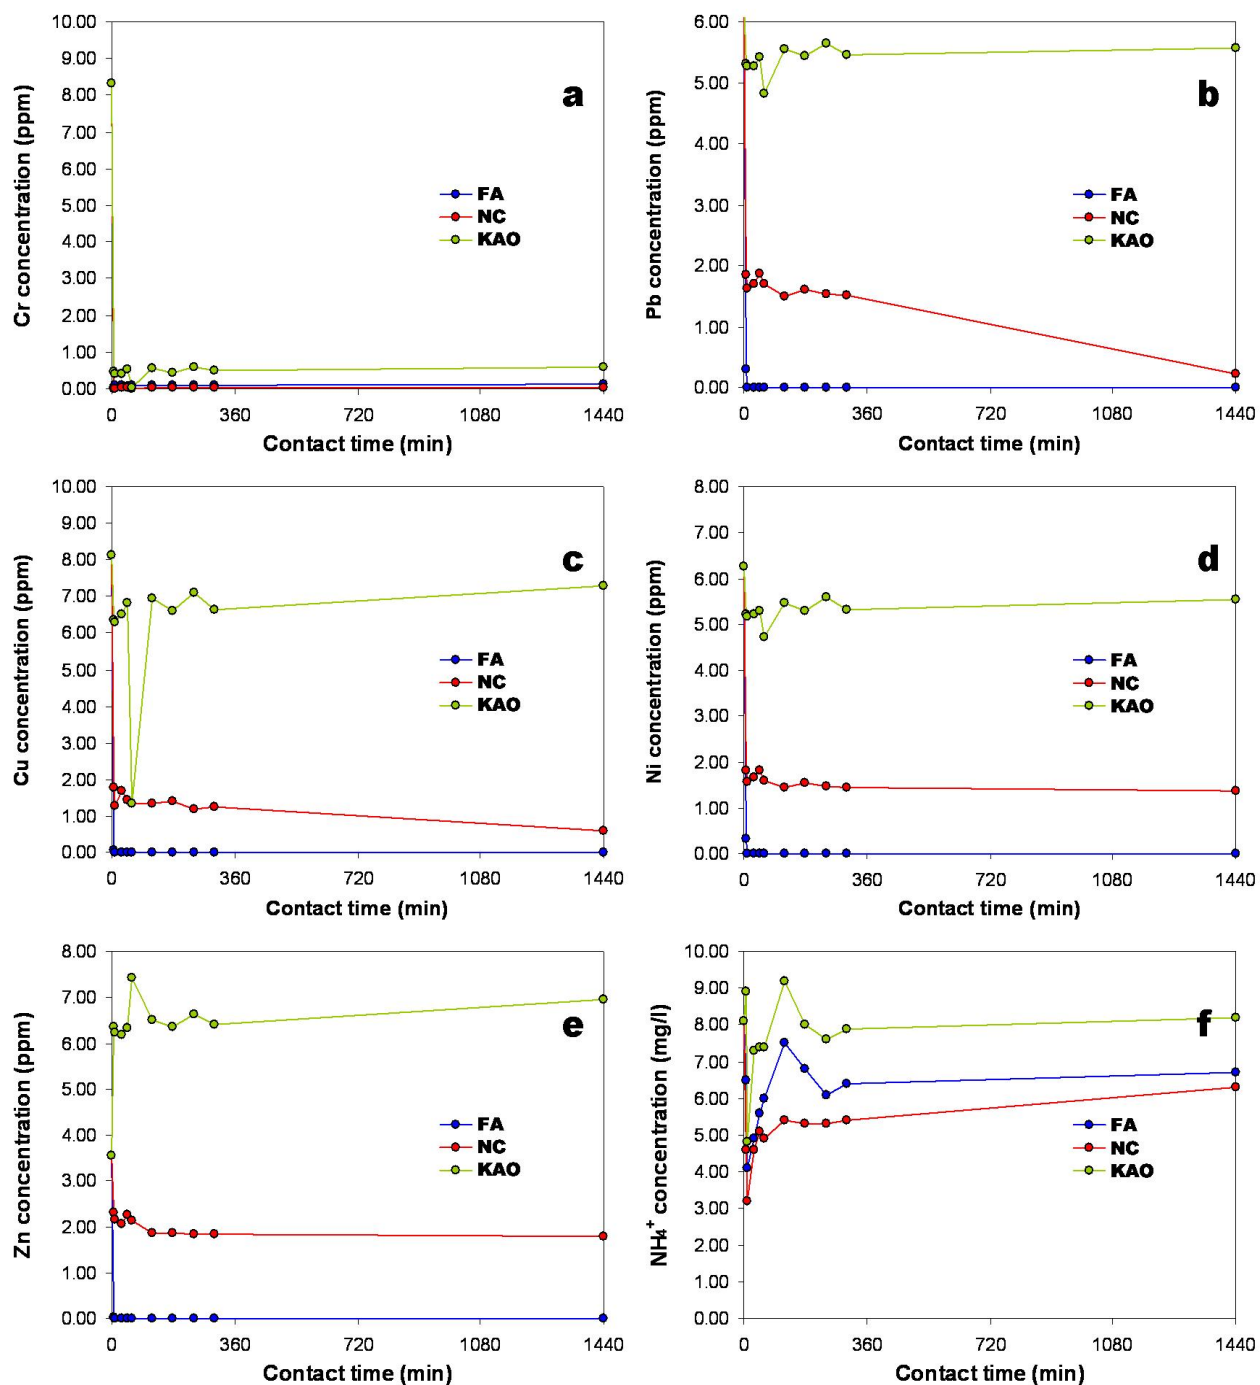 a
Cr concentration (ppm)
10.00
9.00
8.00
7.00
6.00
5.00
4.00
3.00
2.00
1.00
0.00
FA
NC
KAO
0 360 720 1080 1440
Contact time (min)
b
Pb concentration (ppm)
6.00
5.00
4.00
3.00
2.00
1.00
0.00
FA
NC
KAO
0 360 720 1080 1440
Contact time (min)
c
Cu concentration (ppm)
10.00
9.00
8.00
7.00
6.00
5.00
4.00
3.00
2.00
1.00
0.00
FA
NC
KAO
0 360 720 1080 1440
Contact time (min)
d
Ni concentration (ppm)
8.00
7.00
6.00
5.00
4.00
3.00
2.00
1.00
0.00
FA
NC
KAO
0 360 720 1080 1440
Contact time (min)
e
Zn concentration (ppm)
8.00
7.00
6.00
5.00
4.00
3.00
2.00
1.00
0.00
FA
NC
KAO
0 360 720 1080 1440
Contact time (min)
f
NH₄⁺ concentration (mg/l)
10.00
9.00
8.00
7.00
6.00
5.00
4.00
3.00
2.00
1.00
0.00
FA
NC
KAO
0 360 720 1080 1440
Contact time (min)